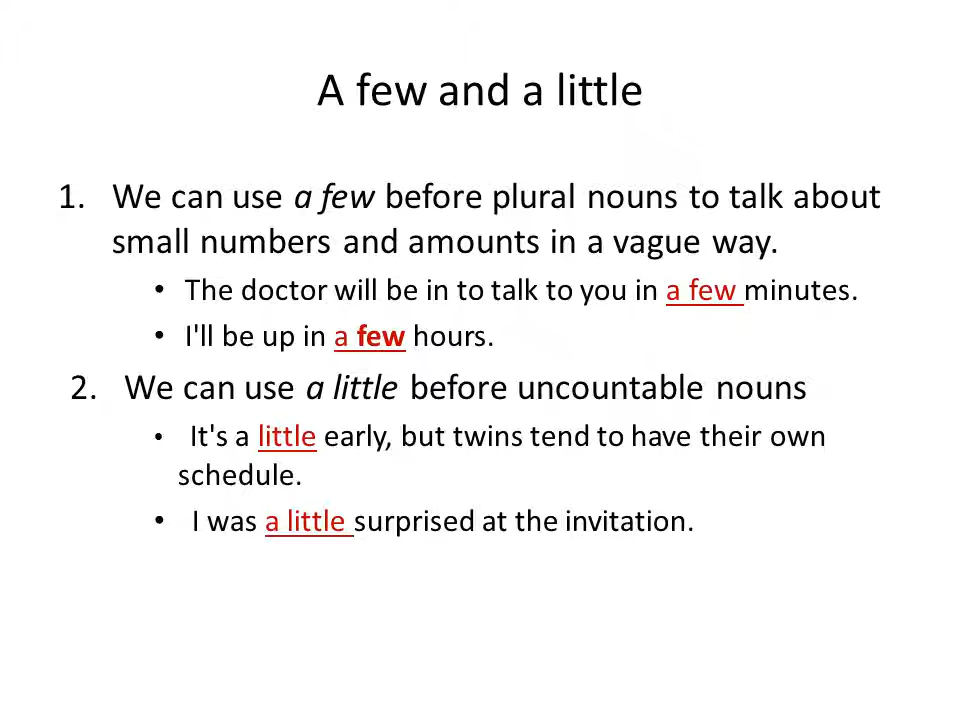 A few and a little
1. We can use a few before plural nouns to talk about
small numbers and amounts in a vague way.
• The doctor will be in to talk to you in a few minutes.
• I'll be up in a few hours.
2. We can use a little before uncountable nouns
• It's a little early, but twins tend to have their own
schedule.
• I was a little surprised at the invitation.